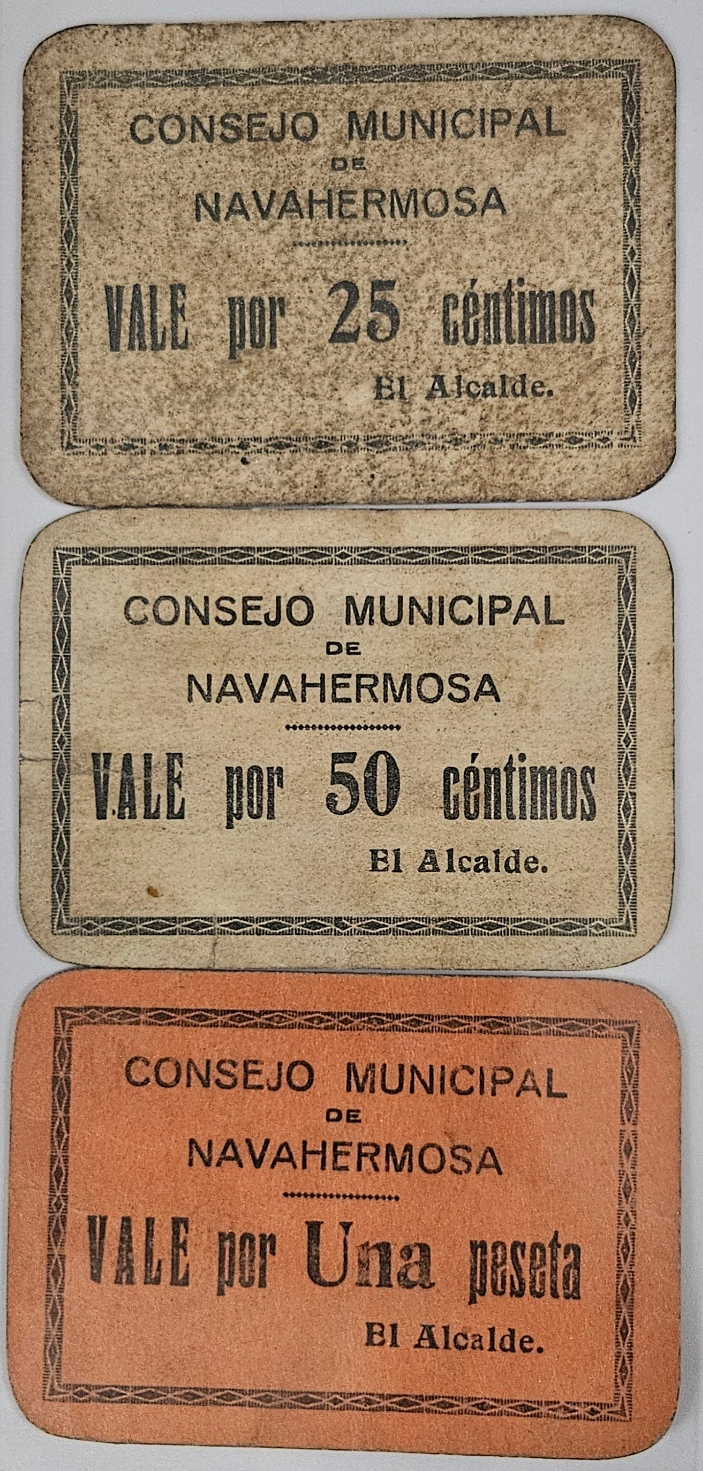 CONSEJO MUNICIPAL
DE
NAVAHERMOSA
VALE por 25 céntimos
El Alcalde.
CONSEJO MUNICIPAL
DE
NAVAHERMOSA
VALE por 50 céntimos
El Alcalde.
CONSEJO MUNICIPAL
DE
NAVAHERMOSA
VALE por Una peseta
El Alcalde.